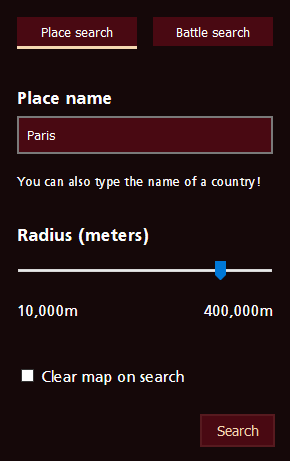 Place search Battle search
Place name
Paris
You can also type the name of a country!
Radius (meters)
10,000m 400,000m
Clear map on search
Search